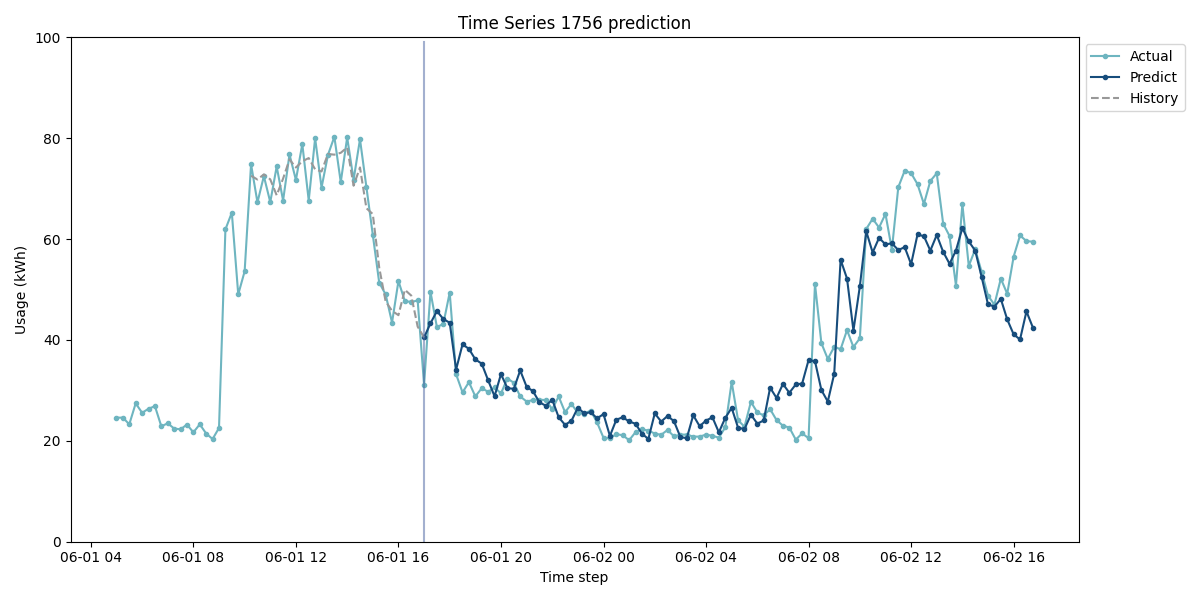 Time Series 1756 prediction
Actual
Predict
History
Usage (kWh)
100
80
60
40
20
0
06-01 04
06-01 08
06-01 12
06-01 16
06-01 20
06-02 00
06-02 04
06-02 08
06-02 12
06-02 16
Time step